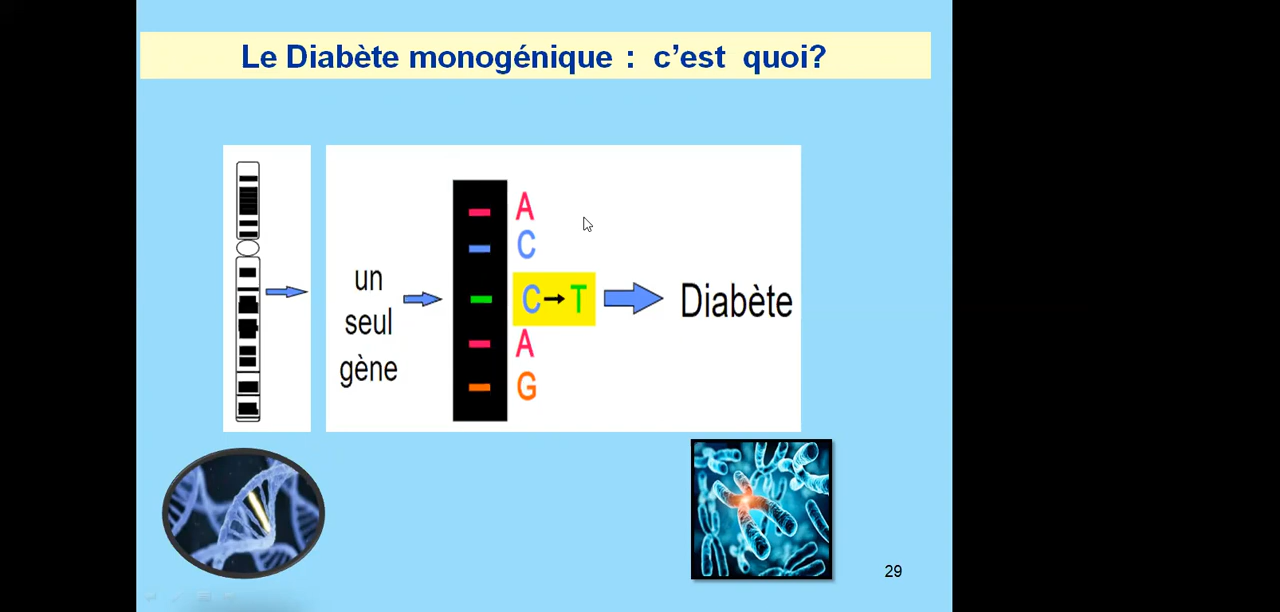 Le Diabète monogénique : c’est quoi?
un
seul
gène
A
C
C→T
A
G
Diabète
29